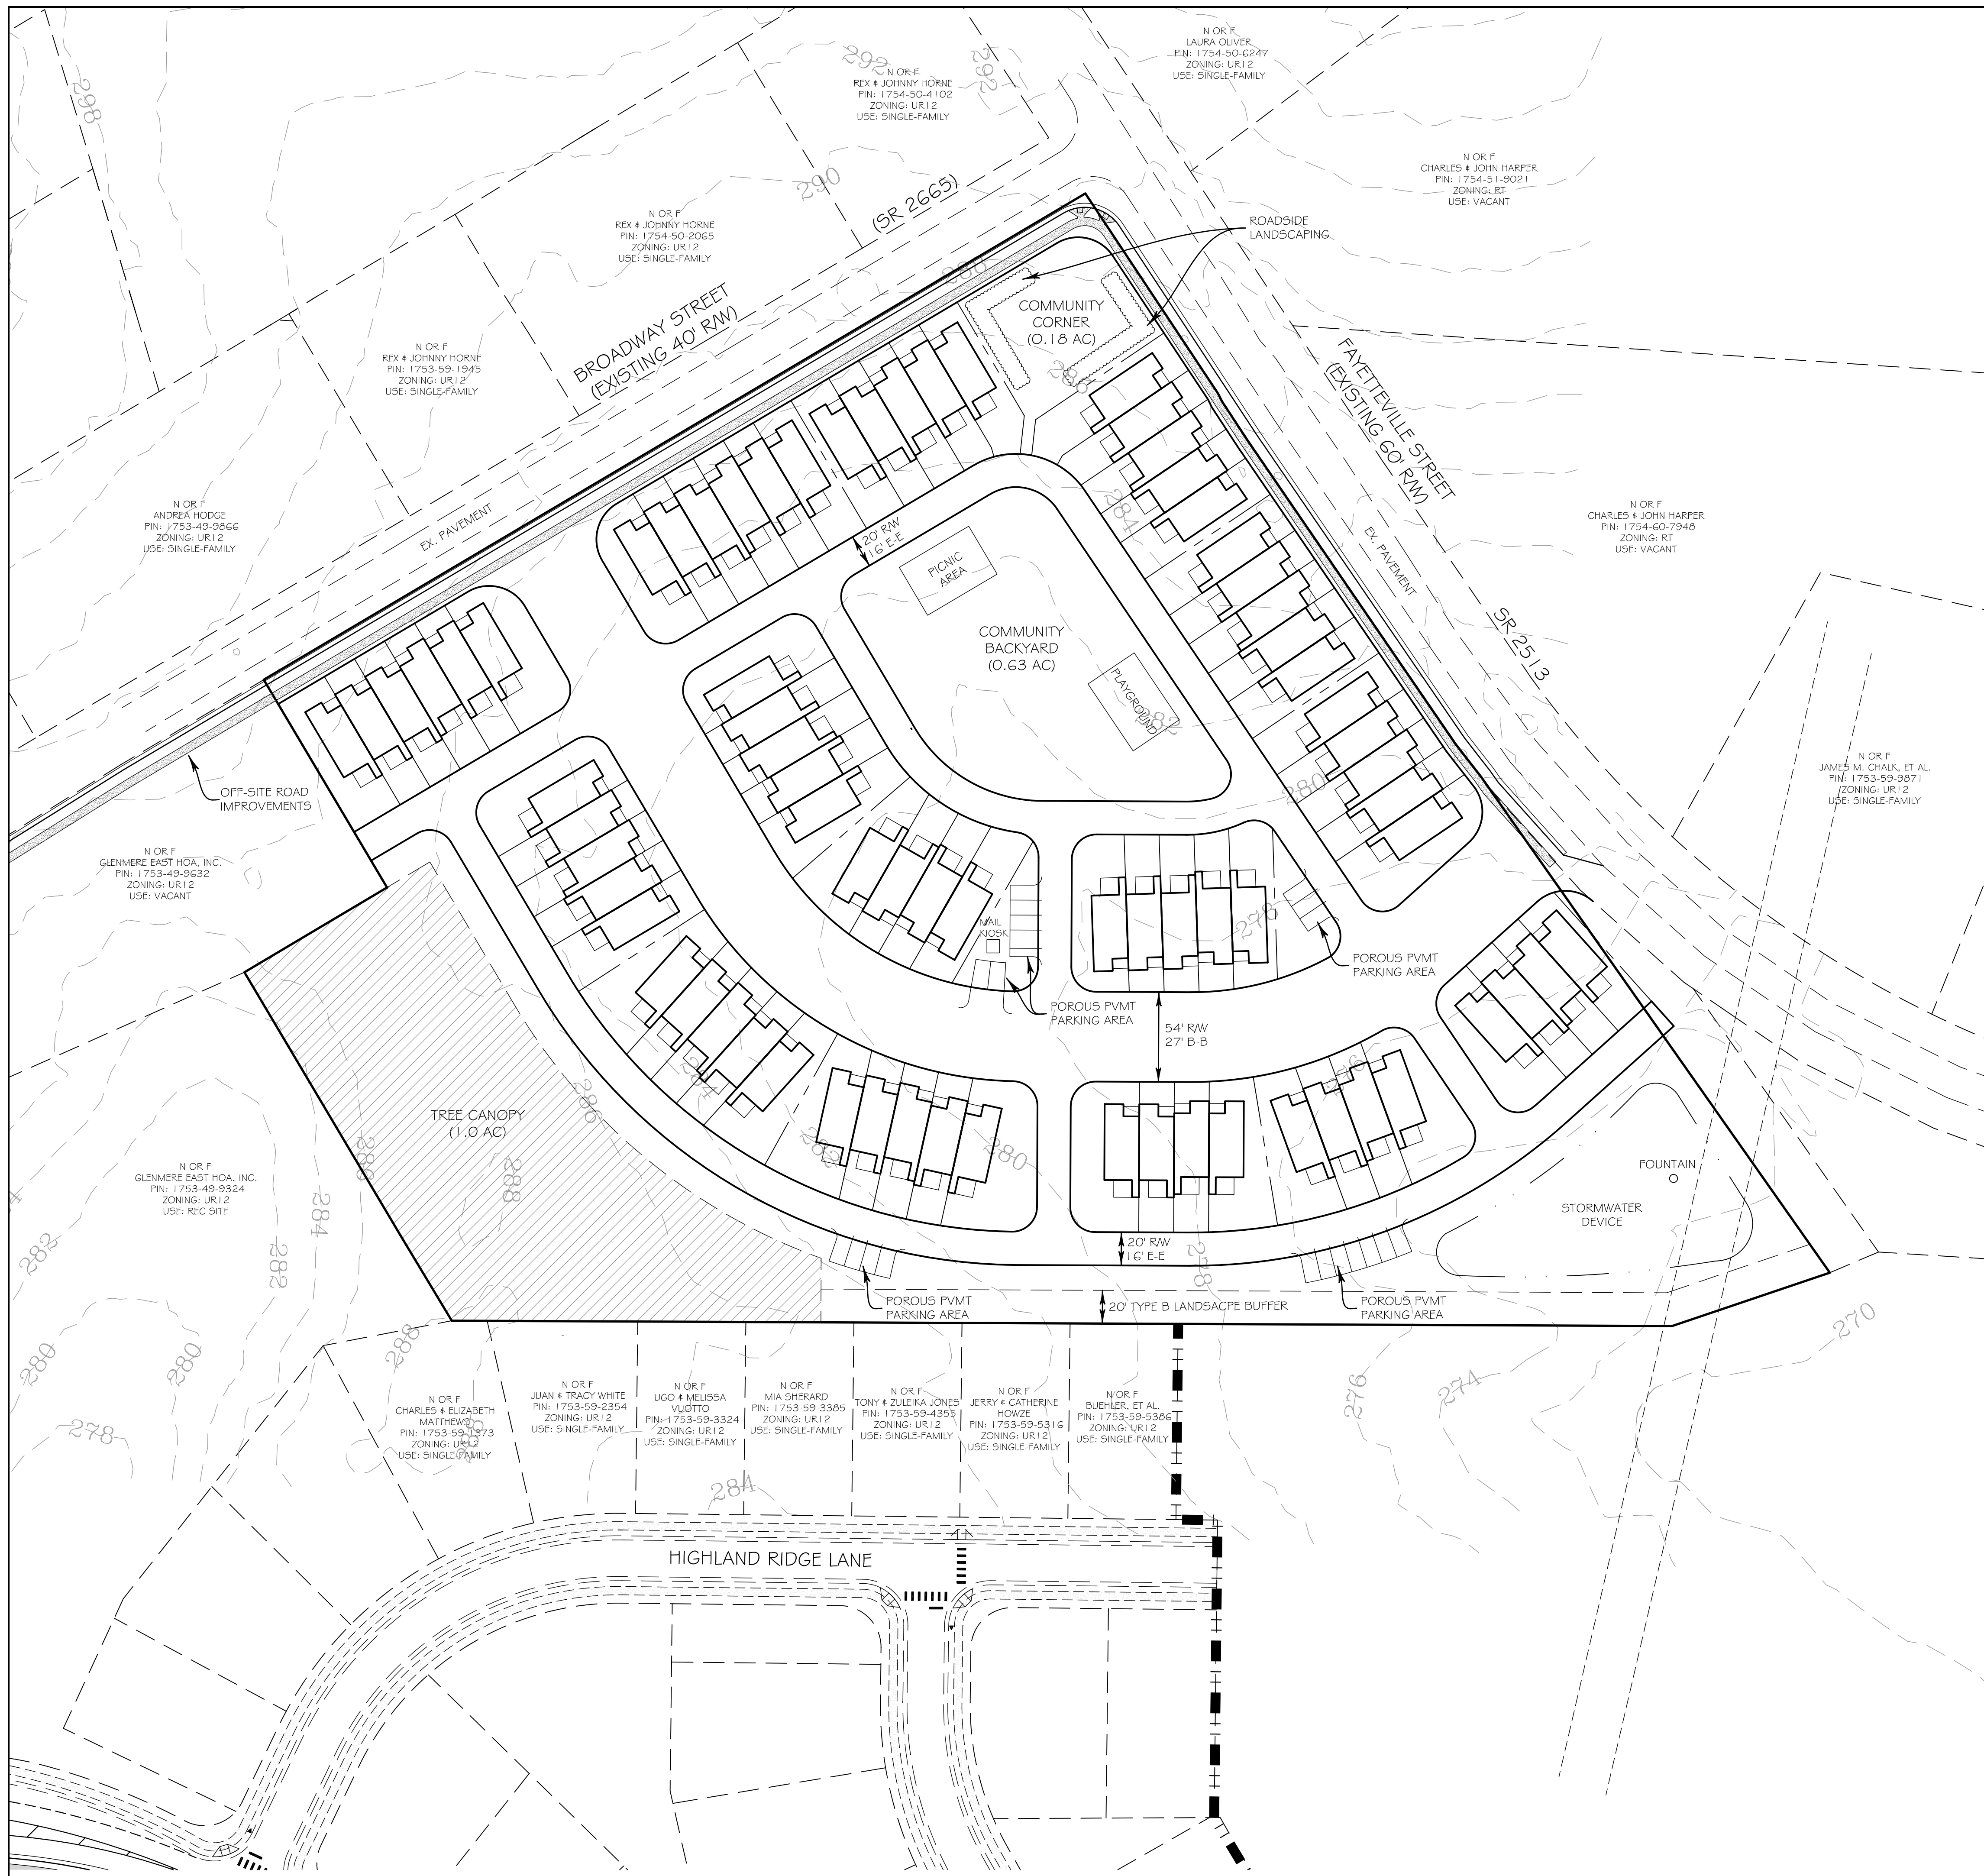 N OR F
LAURA OLIVER
PIN: 1754-50-6247
ZONING: UR12
USE: SINGLE-FAMILY
292
292
298
N OR F
REX & JOHNNY HORNE
PIN: 1754-50-4102
ZONING: UR12
USE: SINGLE-FAMILY
N OR F
CHARLES & JOHN HARPER
PIN: 1754-51-9021
ZONING: RT
USE: VACANT
290
(SR 2665)
N OR F
REX & JOHNNY HORNE
PIN: 1754-50-2065
ZONING: UR12
USE: SINGLE-FAMILY
ROADSIDE
LANDSCAPING
288
BROADWAY STREET
(EXISTING 40' R/W)
COMMUNITY
CORNER
(0.18 AC)
N OR F
REX & JOHNNY HORNE
PIN: 1753-59-1945
ZONING: UR12
USE: SINGLE-FAMILY
FAYETTEVILLE STREET
(EXISTING 60' R/W)
N OR F
ANDREA HODGE
PIN: 1753-49-9866
ZONING: UR12
USE: SINGLE-FAMILY
EX. PAVEMENT
284
20' R/W
16' E-E
N OR F
CHARLES & JOHN HARPER
PIN: 1754-60-7948
ZONING: RT
USE: VACANT
PICNIC
AREA
EX. PAVEMENT
COMMUNITY
BACKYARD
(0.63 AC)
SR 2513
PLAYGROUND
282
N OR F
JAMES M. CHALK, ET AL.
PIN: 1753-59-9871
ZONING: UR12
USE: SINGLE-FAMILY
280
OFF-SITE ROAD
IMPROVEMENTS
N OR F
GLENMERE EAST HOA, INC.
PIN: 1753-49-9632
ZONING: UR12
USE: VACANT
278
MAIL
KIOSK
POROUS PVMT
PARKING AREA
POROUS PVMT
PARKING AREA
54' R/W
27' B-B
284
276
286
TREE CANOPY
(1.0 AC)
282
280
286
288
N OR F
GLENMERE EAST HOA, INC.
PIN: 1753-49-9324
ZONING: UR12
USE: REC SITE
FOUNTAIN
STORMWATER
DEVICE
284
282
282
20' R/W
16' E-E
278
POROUS PVMT
PARKING AREA
20' TYPE B LANDSACPE BUFFER
POROUS PVMT
PARKING AREA
270
288
280
280
276
274
278
N OR F
CHARLES & ELIZABETH
MATTHEWS
PIN: 1753-59-1373
ZONING: UR12
USE: SINGLE-FAMILY
N OR F
JUAN & TRACY WHITE
PIN: 1753-59-2354
ZONING: UR12
USE: SINGLE-FAMILY
N OR F
UGO & MELISSA
VUOTTO
PIN: 1753-59-3324
ZONING: UR12
USE: SINGLE-FAMILY
N OR F
MIA SHERARD
PIN: 1753-59-3385
ZONING: UR12
USE: SINGLE-FAMILY
N OR F
TONY & ZULEIKA JONES
PIN: 1753-59-4355
ZONING: UR12
USE: SINGLE-FAMILY
N OR F
JERRY & CATHERINE
HOWZE
PIN: 1753-59-5316
ZONING: UR12
USE: SINGLE-FAMILY
N OR F
BUEHLER, ET AL.
PIN: 1753-59-5386
ZONING: UR12
USE: SINGLE-FAMILY
284
HIGHLAND RIDGE LANE